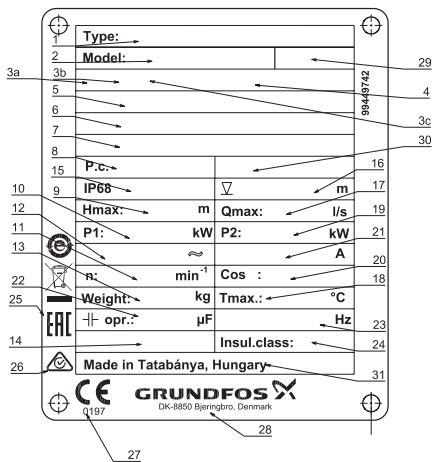 1 Type:
2 Model: 29
3a 3b 4
5 3c
6
7 30
8 P.c. 16
15 IP68 m 17
9 Hmax: m Qmax: l/s
10 P1: kW P2: kW 19
12 ~ A 21
11 n: min-1 Cos : 20
13 Weight: kg Tmax.: °C 18
22 opr.: µF Hz 23
14 Insul.class: 24
Made in Tatabánya, Hungary 31
99449742
e
25 EAC
26
CE GRUNDFOS X
0197 DK-8850 Bjeringbro, Denmark
27 28